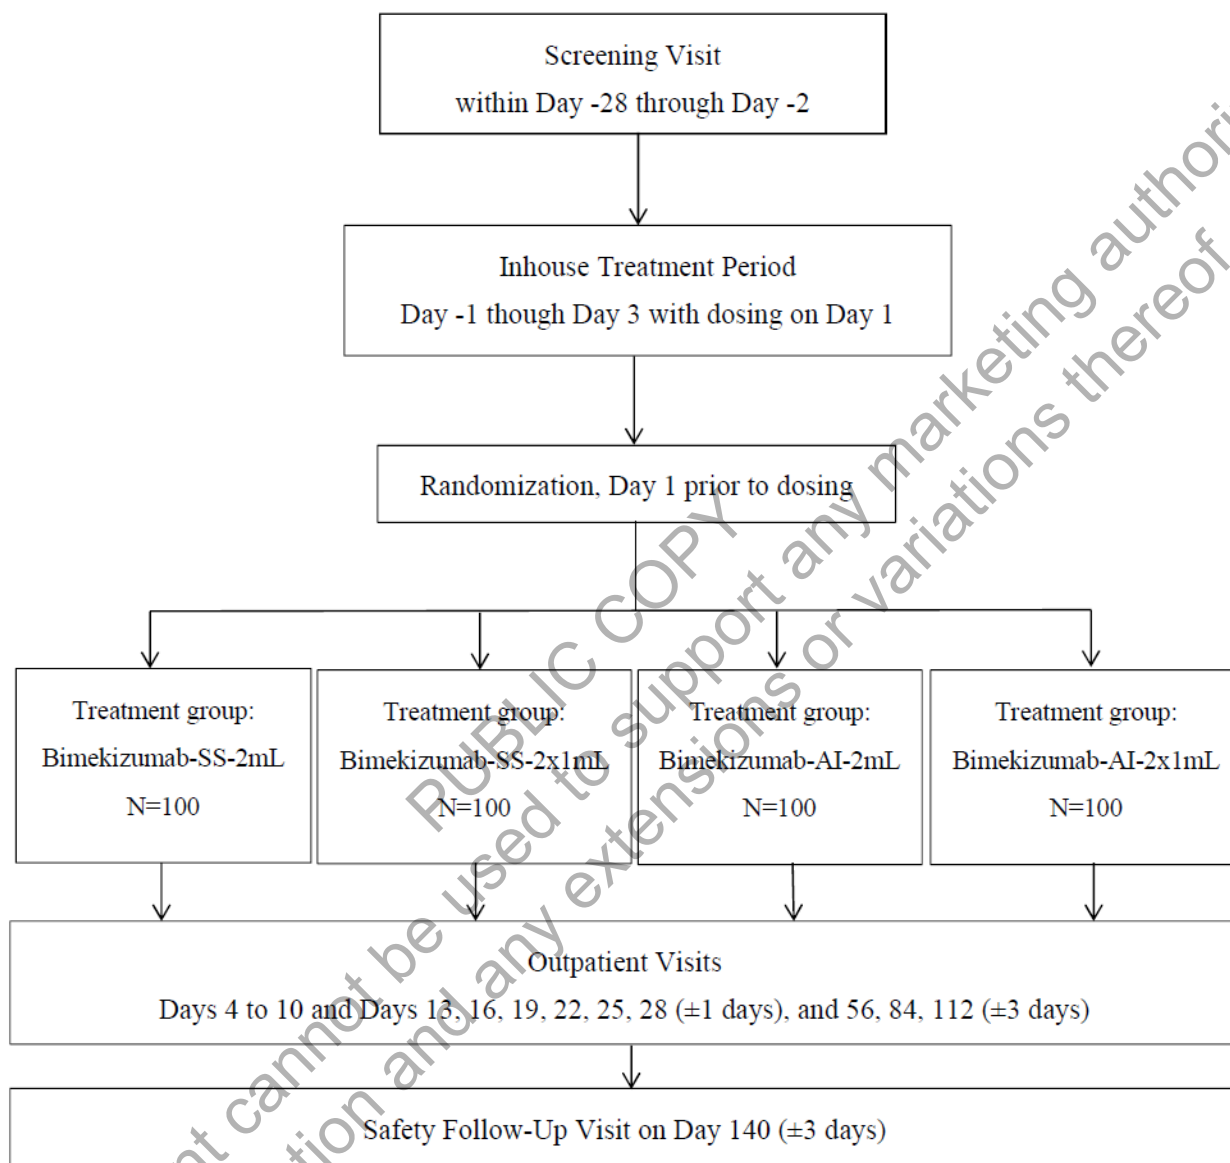 Screening Visit
within Day -28 through Day -2
Inhouse Treatment Period
Day -1 though Day 3 with dosing on Day 1
Randomization, Day 1 prior to dosing
Treatment group:
Bimekizumab-SS-2mL
N=100
Treatment group:
Bimekizumab-SS-2x1mL
N=100
Treatment group:
Bimekizumab-AI-2mL
N=100
Treatment group:
Bimekizumab-AI-2x1mL
N=100
Outpatient Visits
Days 4 to 10 and Days 13, 16, 19, 22, 25, 28 (±1 days), and 56, 84, 112 (±3 days)
Safety Follow-Up Visit on Day 140 (±3 days)
PUBLIC COPY
cannot be used to support any marketing
and any extensions or variations thereof